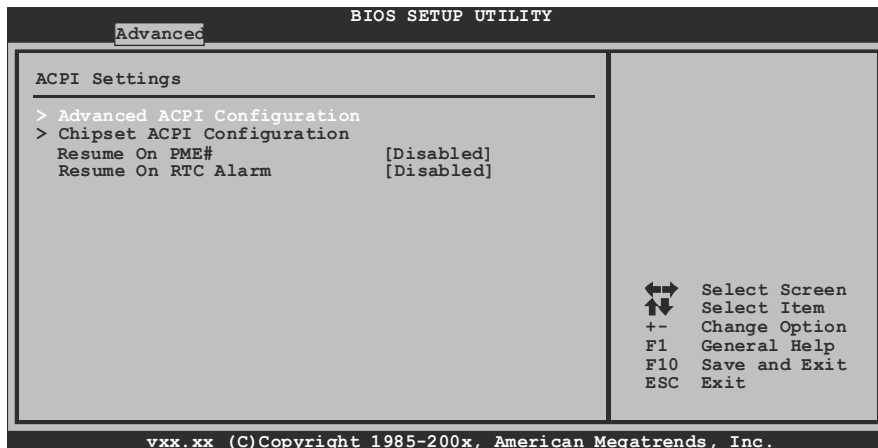 BIOS SETUP UTILITY
Advanced
ACPI Settings
> Advanced ACPI Configuration
> Chipset ACPI Configuration
Resume On PME# [Disabled]
Resume On RTC Alarm [Disabled]
Select Screen
Select Item
+- Change Option
F1 General Help
F10 Save and Exit
ESC Exit
vxx.xx (C)Copyright 1985-200x, American Megatrends, Inc.